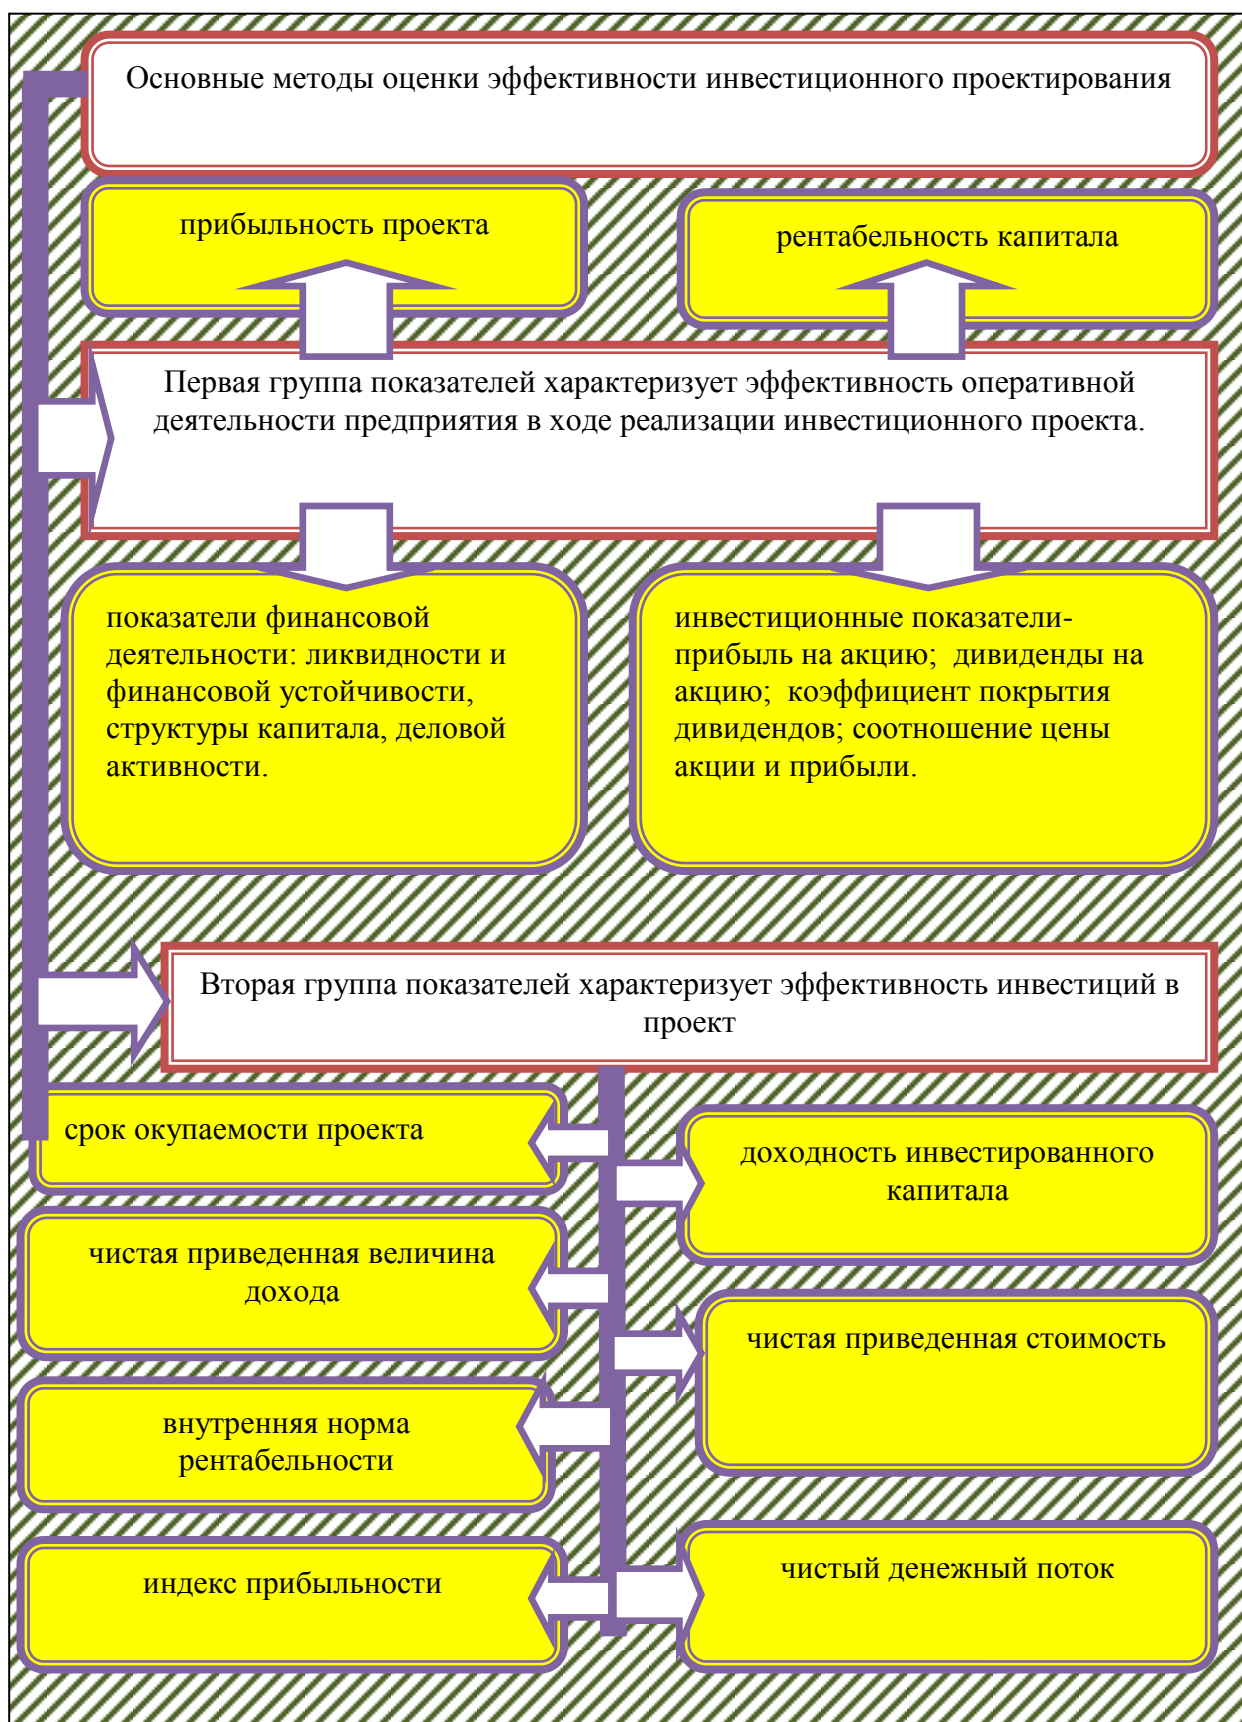 Основные методы оценки эффективности инвестиционного проектирования
прибыльность проекта
рентабельность капитала
Первая группа показателей характеризует эффективность оперативной
деятельности предприятия в ходе реализации инвестиционного проекта.
показатели финансовой
деятельности: ликвидности и
финансовой устойчивости,
структуры капитала, деловой
активности.
инвестиционные показатели-
прибыль на акцию; дивиденды на
акцию; коэффициент покрытия
дивидендов; соотношение цены
акции и прибыли.
Вторая группа показателей характеризует эффективность инвестиций в
проект
срок окупаемости проекта
доходность инвестированного
капитала
чистая приведенная величина
дохода
чистая приведенная стоимость
внутренняя норма
рентабельности
индекс прибыльности
чистый денежный поток